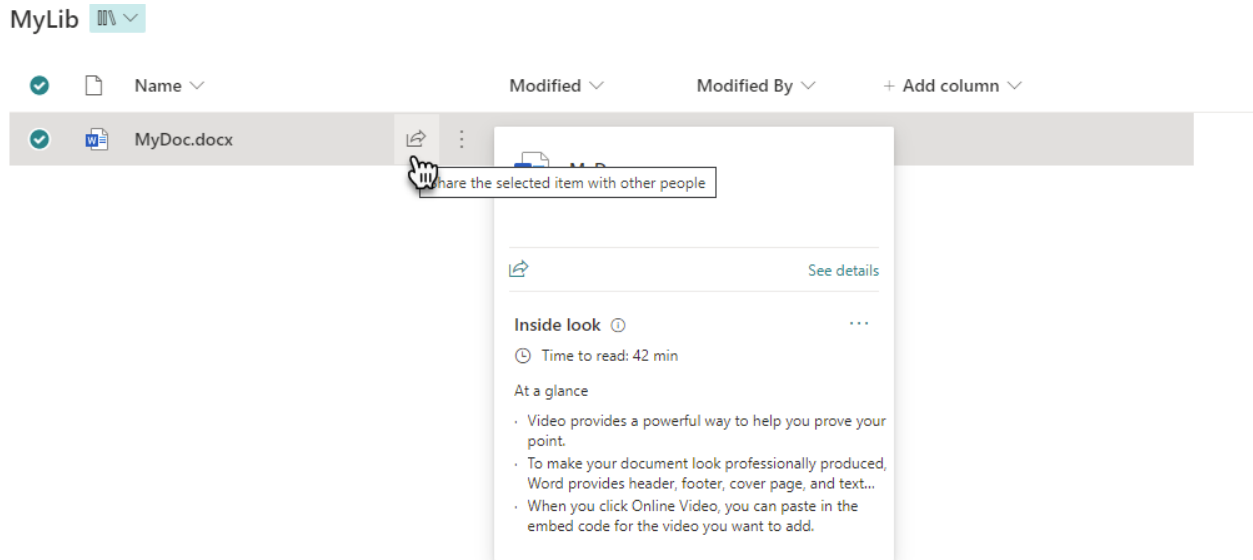 MyLib
Name Modified Modified By + Add column
MyDoc.docx
Share the selected item with other people
See details
Inside look
Time to read: 42 min
At a glance
· Video provides a powerful way to help you prove your
point.
· To make your document look professionally produced,
Word provides header, footer, cover page, and text...
· When you click Online Video, you can paste in the
embed code for the video you want to add.